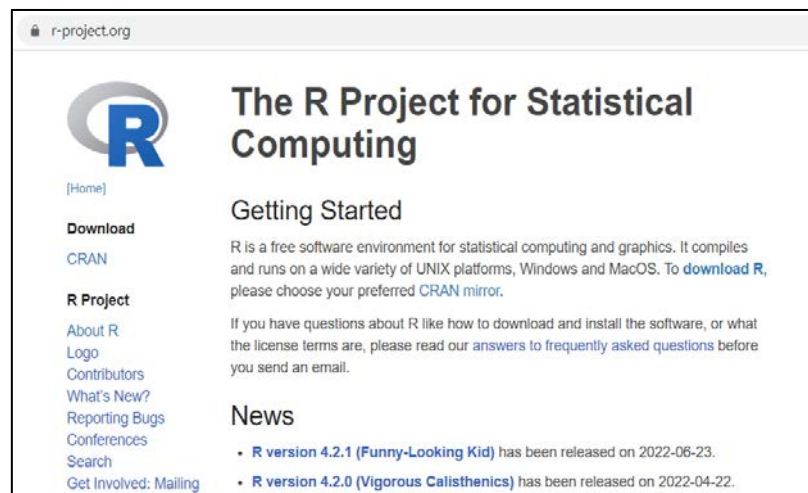 r-project.org
R
[Home]
Download
CRAN
R Project
About R
Logo
Contributors
What's New?
Reporting Bugs
Conferences
Search
Get Involved: Mailing
The R Project for Statistical
Computing
Getting Started
R is a free software environment for statistical computing and graphics. It compiles
and runs on a wide variety of UNIX platforms, Windows and MacOS. To download R,
please choose your preferred CRAN mirror.
If you have questions about R like how to download and install the software, or what
the license terms are, please read our answers to frequently asked questions before
you send an email.
News
• R version 4.2.1 (Funny-Looking Kid) has been released on 2022-06-23.
• R version 4.2.0 (Vigorous Calisthenics) has been released on 2022-04-22.